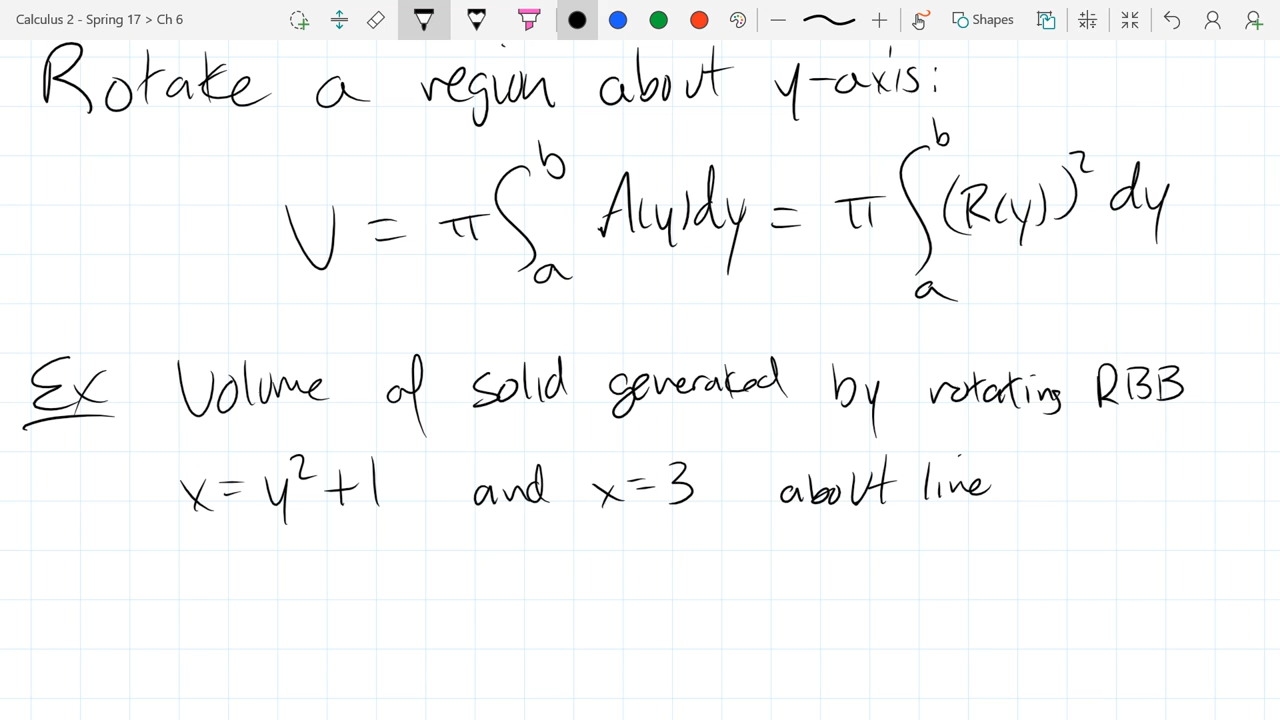 Calculus 2 - Spring 17 > Ch 6 Shapes
Rotate a region about y-axis:
V = π∫_a^b A(y)dy = π∫_a^b (R(y))² dy
Ex Volume of solid generated by rotating RBB
x = y² + 1 and x = 3 about line